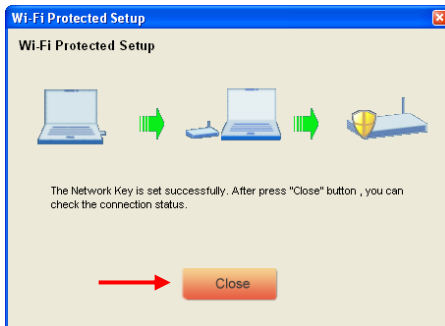 Wi-Fi Protected Setup
Wi-Fi Protected Setup
The Network Key is set successfully. After press "Close" button , you can
check the connection status.
Close